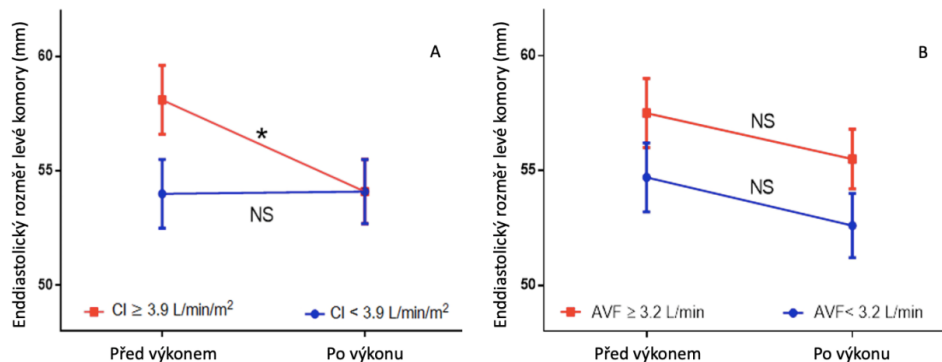 Enddiastolický rozměr levé komory (mm)
60
55
50
A
*
NS
CI ≥ 3.9 L/min/m²
CI < 3.9 L/min/m²
Před výkonem
Po výkonu
Enddiastolický rozměr levé komory (mm)
60
55
50
B
NS
NS
AVF ≥ 3.2 L/min
AVF< 3.2 L/min
Před výkonem
Po výkonu